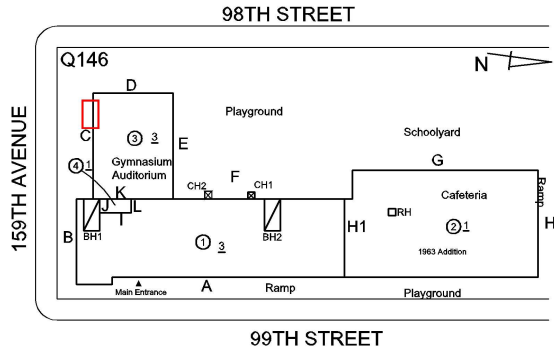 98TH STREET
Q146
N
159TH AVENUE
D
Playground
C
3 3
E
Schoolyard
4 1
Gymnasium
Auditorium
F
G
K
CH2
CH1
Cafeteria
Ramp
J
L
I
RH
B
BH1
BH2
H1
H
1 3
2 1
1963 Addition
Main Entrance
A
Ramp
Playground
99TH STREET